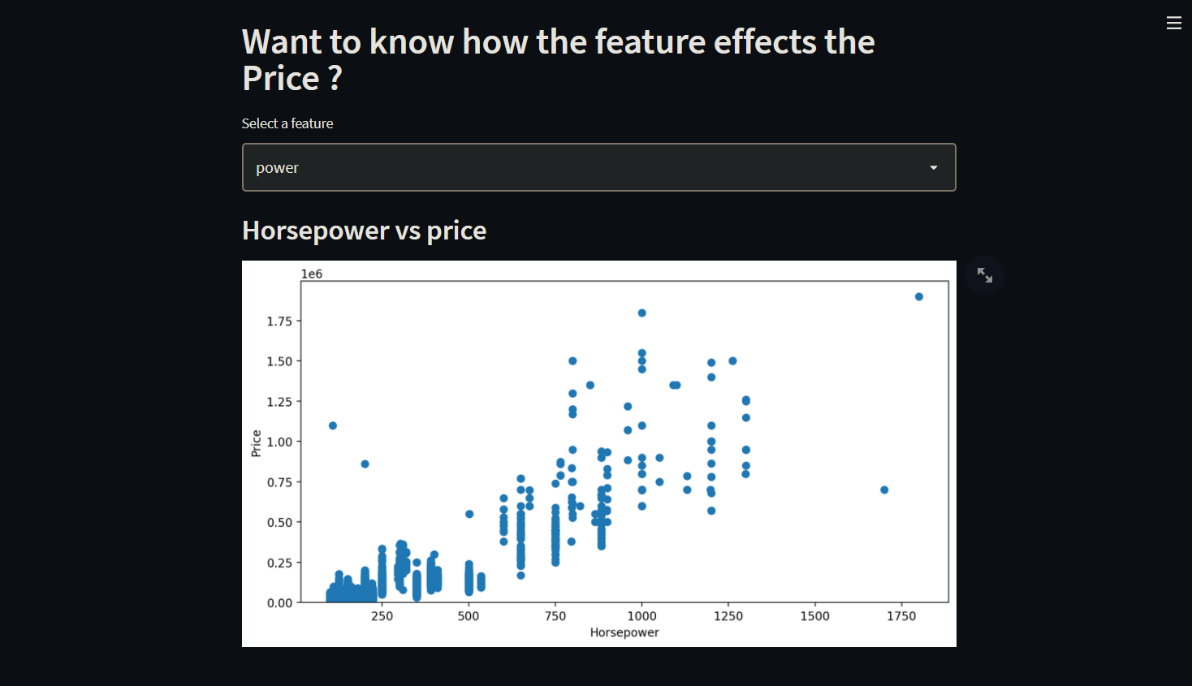 Want to know how the feature effects the
Price ?
Select a feature
power
Horsepower vs price
1e6
1.75
1.50
1.25
1.00
0.75
0.50
0.25
0.00
Price
250 500 750 1000 1250 1500 1750
Horsepower